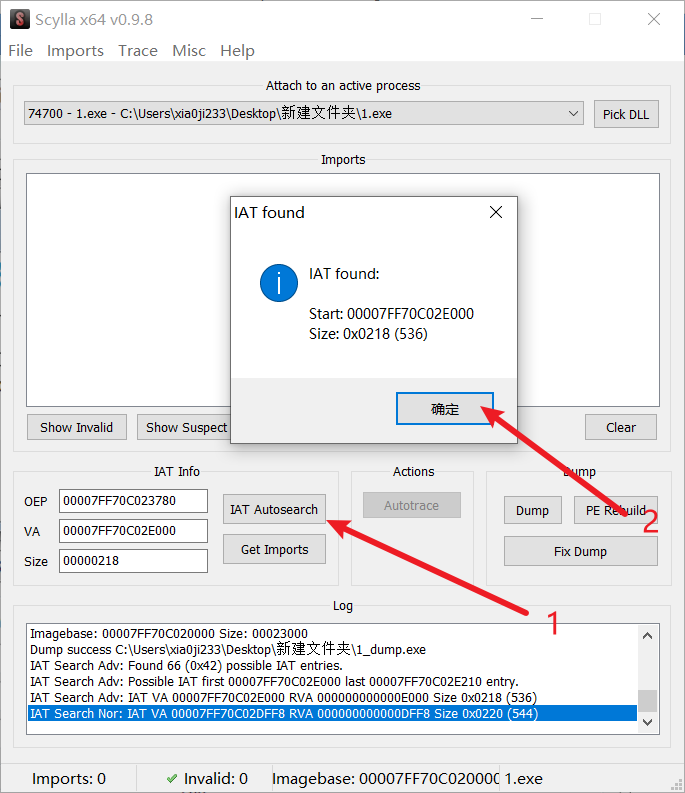 Scylla x64 v0.9.8
File Imports Trace Misc Help
Attach to an active process
74700 - 1.exe - C:\Users\xia0ji233\Desktop\新建文件夹\1.exe
Pick DLL
Imports
IAT found
IAT found:
Start: 00007FF70C02E000
Size: 0x0218 (536)
确定
Show Invalid
Show Suspect
Clear
IAT Info
OEP 00007FF70C023780
VA 00007FF70C02E000
Size 00000218
IAT Autosearch
Get Imports
Actions
Autotrace
Dump
Dump
PE Rebuild
Fix Dump
2
1
Log
Imagebase: 00007FF70C020000 Size: 00023000
Dump success C:\Users\xia0ji233\Desktop\新建文件夹\1_dump.exe
IAT Search Adv: Found 66 (0x42) possible IAT entries.
IAT Search Adv: Possible IAT first 00007FF70C02E000 last 00007FF70C02E210 entry.
IAT Search Adv: IAT VA 00007FF70C02E000 RVA 000000000000E000 Size 0x0218 (536)
IAT Search Nor: IAT VA 00007FF70C02DFF8 RVA 000000000000DFF8 Size 0x0220 (544)
Imports: 0
Invalid: 0
Imagebase: 00007FF70C020000
1.exe